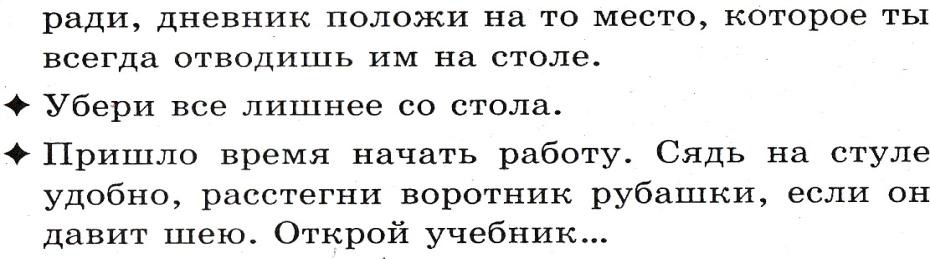 ради, дневник положи на то место, которое ты
всегда отводишь им на столе.
✦ Убери все лишнее со стола.
✦ Пришло время начать работу. Сядь на стуле
удобно, расстегни воротник рубашки, если он
давит шею. Открой учебник...